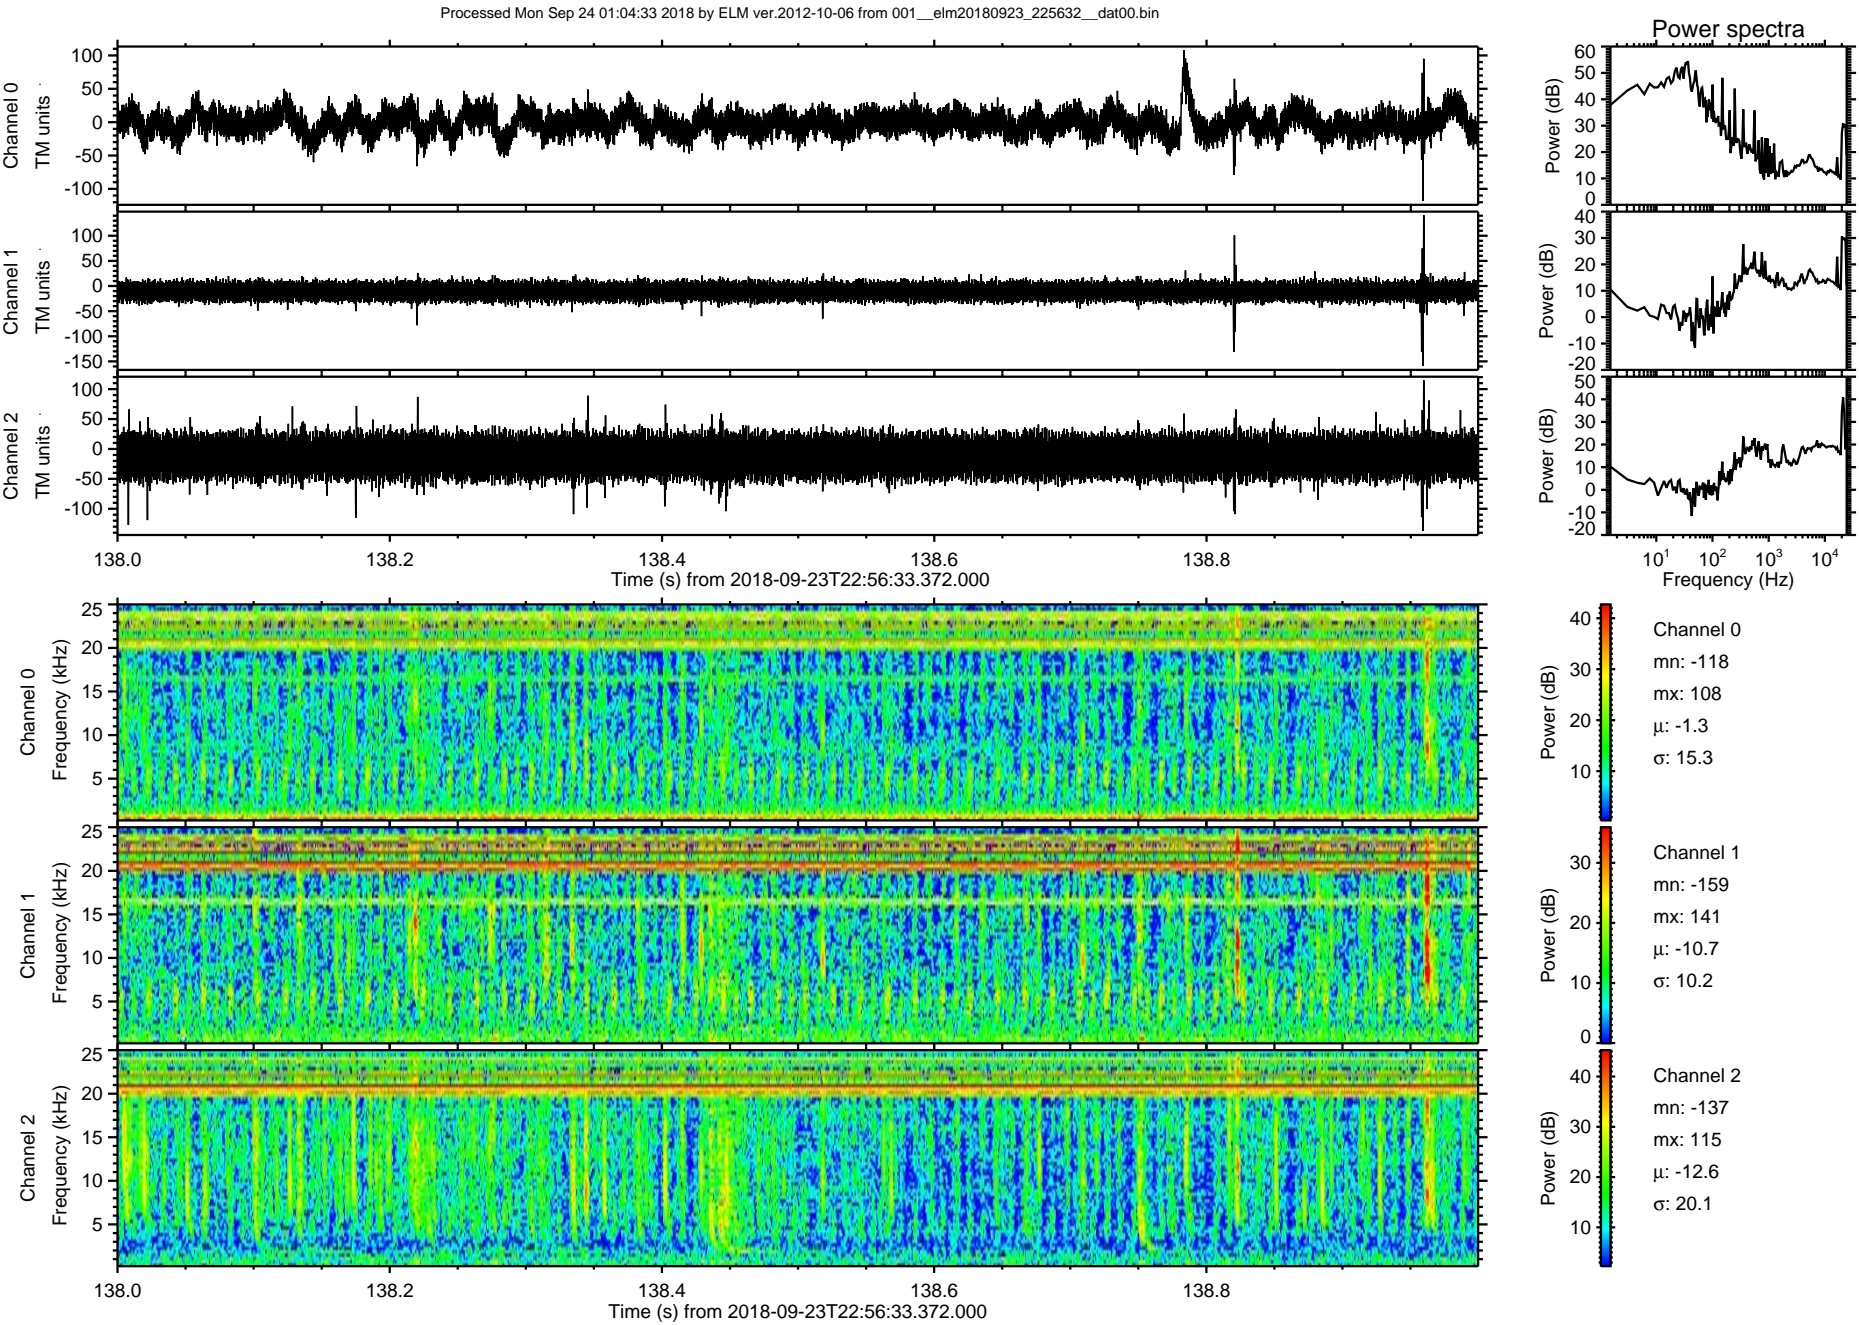 Processed Mon Sep 24 01:04:33 2018 by ELM ver.2012-10-06 from 001__elm20180923_225632__dat00.bin
Power spectra
Channel 0
TM units
100
50
0
-50
-100
Power (dB)
60
50
40
30
20
10
0
Channel 1
TM units
100
50
0
-50
-100
-150
Power (dB)
40
30
20
10
0
-10
-20
Channel 2
TM units
100
50
0
-50
-100
Power (dB)
50
40
30
20
10
0
-10
-20
138.0 138.2 138.4 138.6 138.8
Time (s) from 2018-09-23T22:56:33.372.000
10¹ 10² 10³ 10⁴
Frequency (Hz)
Channel 0
Frequency (kHz)
25
20
15
10
5
Power (dB)
40
30
20
10
Channel 0
mn: -118
mx: 108
μ: -1.3
σ: 15.3
Channel 1
Frequency (kHz)
25
20
15
10
5
Power (dB)
30
20
10
0
Channel 1
mn: -159
mx: 141
μ: -10.7
σ: 10.2
Channel 2
Frequency (kHz)
25
20
15
10
5
Power (dB)
40
30
20
10
Channel 2
mn: -137
mx: 115
μ: -12.6
σ: 20.1
138.0 138.2 138.4 138.6 138.8
Time (s) from 2018-09-23T22:56:33.372.000